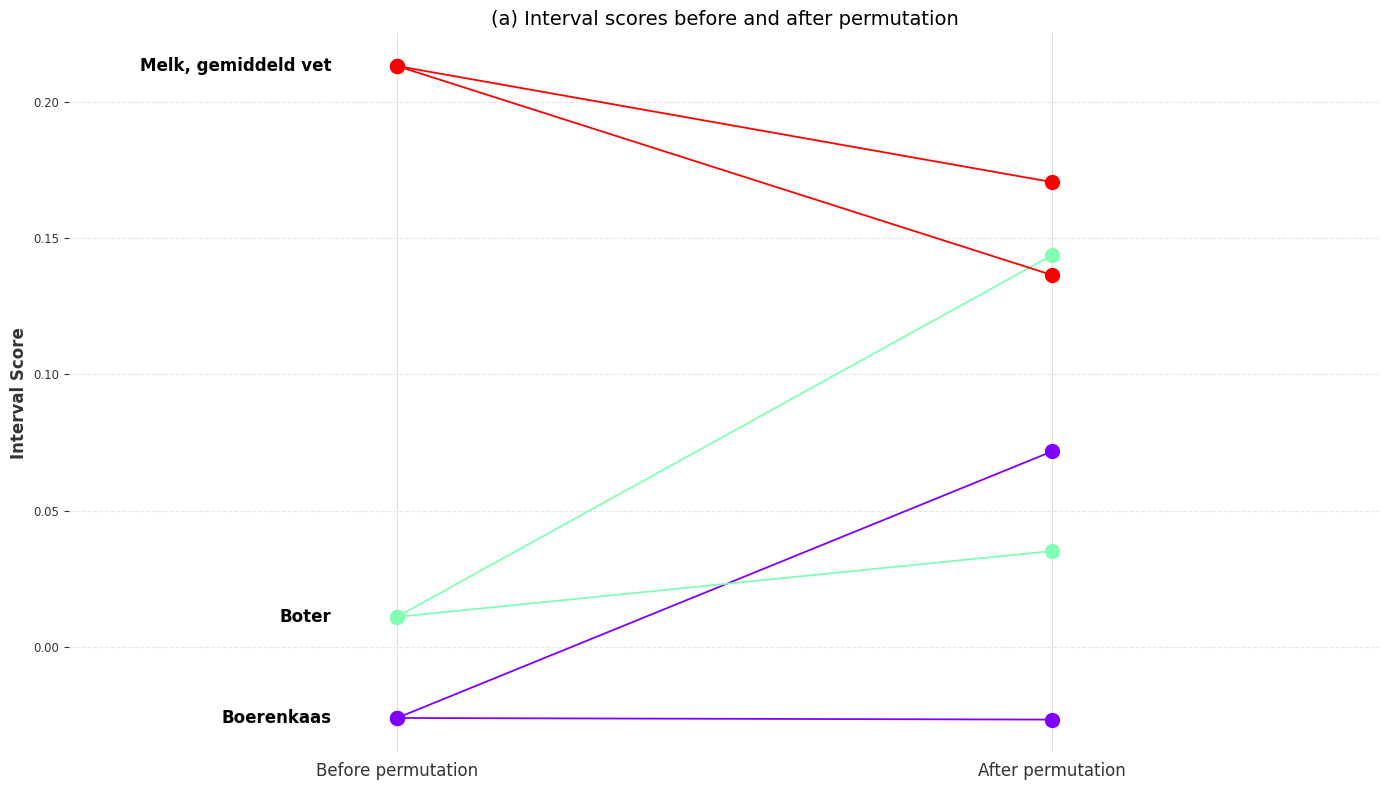 (a) Interval scores before and after permutation
Melk, gemiddeld vet
0.20
0.15
Interval Score
0.10
0.05
Boter
0.00
Boerenkaas
Before permutation
After permutation